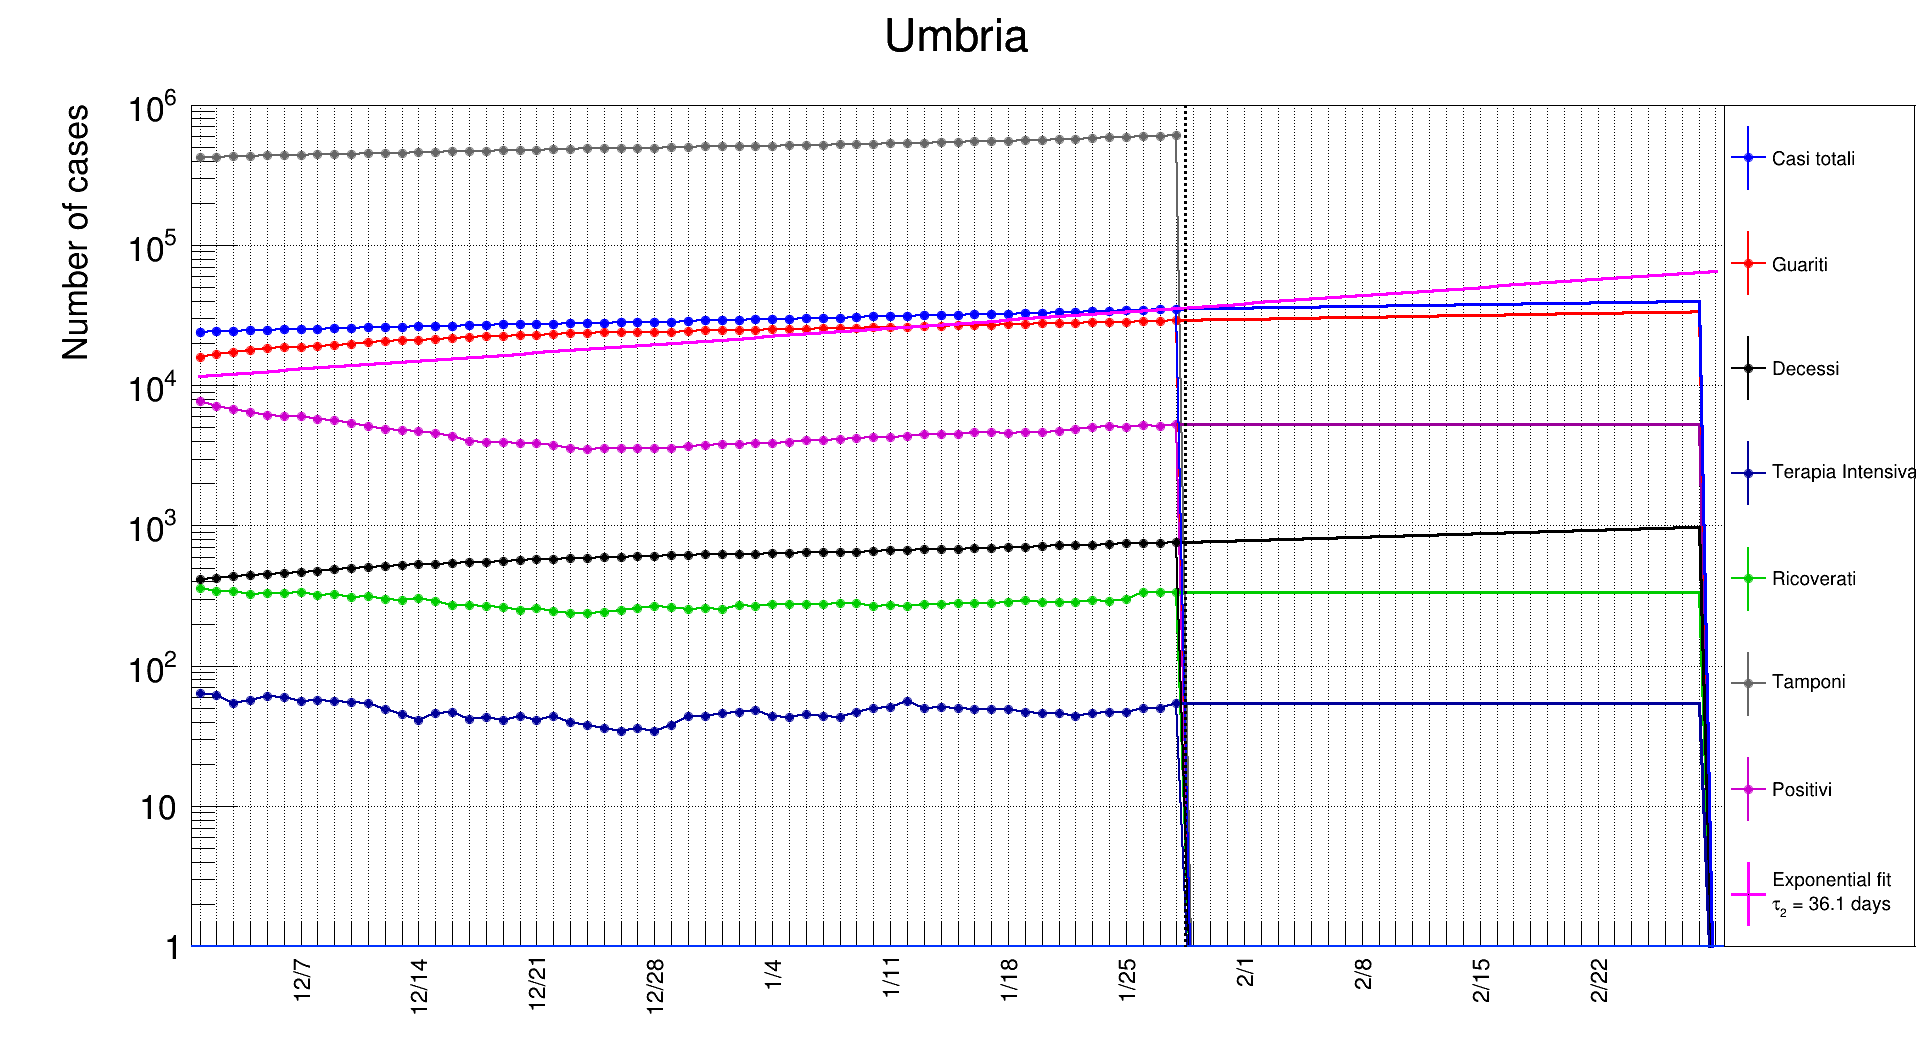 Umbria
Number of cases
10^6
10^5
10^4
10^3
10^2
10
1
12/7
12/14
12/21
12/28
1/4
1/11
1/18
1/25
2/1
2/8
2/15
2/22
Casi totali
Guariti
Decessi
Terapia Intensiva
Ricoverati
Tamponi
Positivi
Exponential fit
τ_2 = 36.1 days